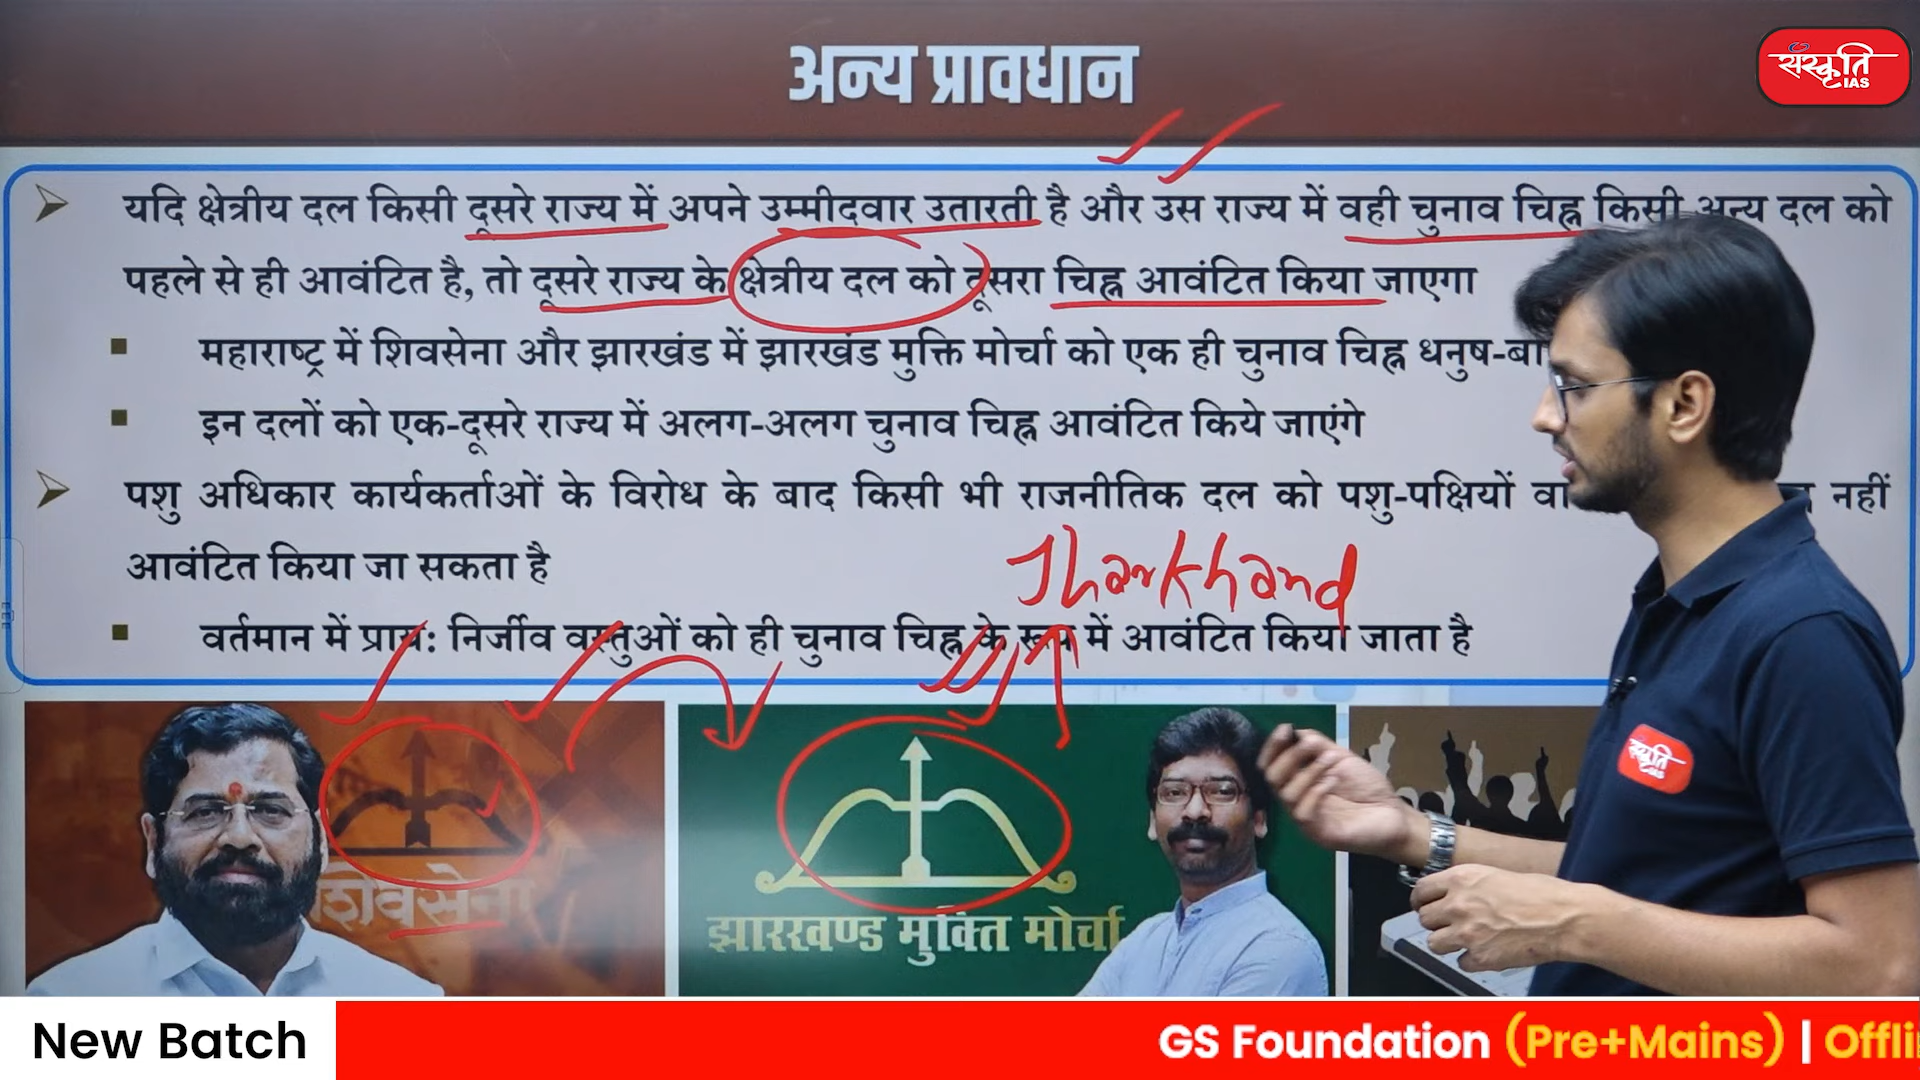 अन्य प्रावधान
संस्कृति
IAS
यदि क्षेत्रीय दल किसी दूसरे राज्य में अपने उम्मीदवार उतारती है और उस राज्य में वही चुनाव चिह्न किसी अन्य दल को
पहले से ही आवंटित है, तो दूसरे राज्य के क्षेत्रीय दल को दूसरा चिह्न आवंटित किया जाएगा
महाराष्ट्र में शिवसेना और झारखंड में झारखंड मुक्ति मोर्चा को एक ही चुनाव चिह्न धनुष-बा
इन दलों को एक-दूसरे राज्य में अलग-अलग चुनाव चिह्न आवंटित किये जाएंगे
पशु अधिकार कार्यकर्ताओं के विरोध के बाद किसी भी राजनीतिक दल को पशु-पक्षियों वा नहीं
आवंटित किया जा सकता है
Jharkhand
वर्तमान में प्राय: निर्जीव वस्तुओं को ही चुनाव चिह्न के रूप में आवंटित किया जाता है
शिवसेना
झारखण्ड मुक्ति मोर्चा
संस्कृति
IAS
New Batch
GS Foundation (Pre+Mains) | Offli